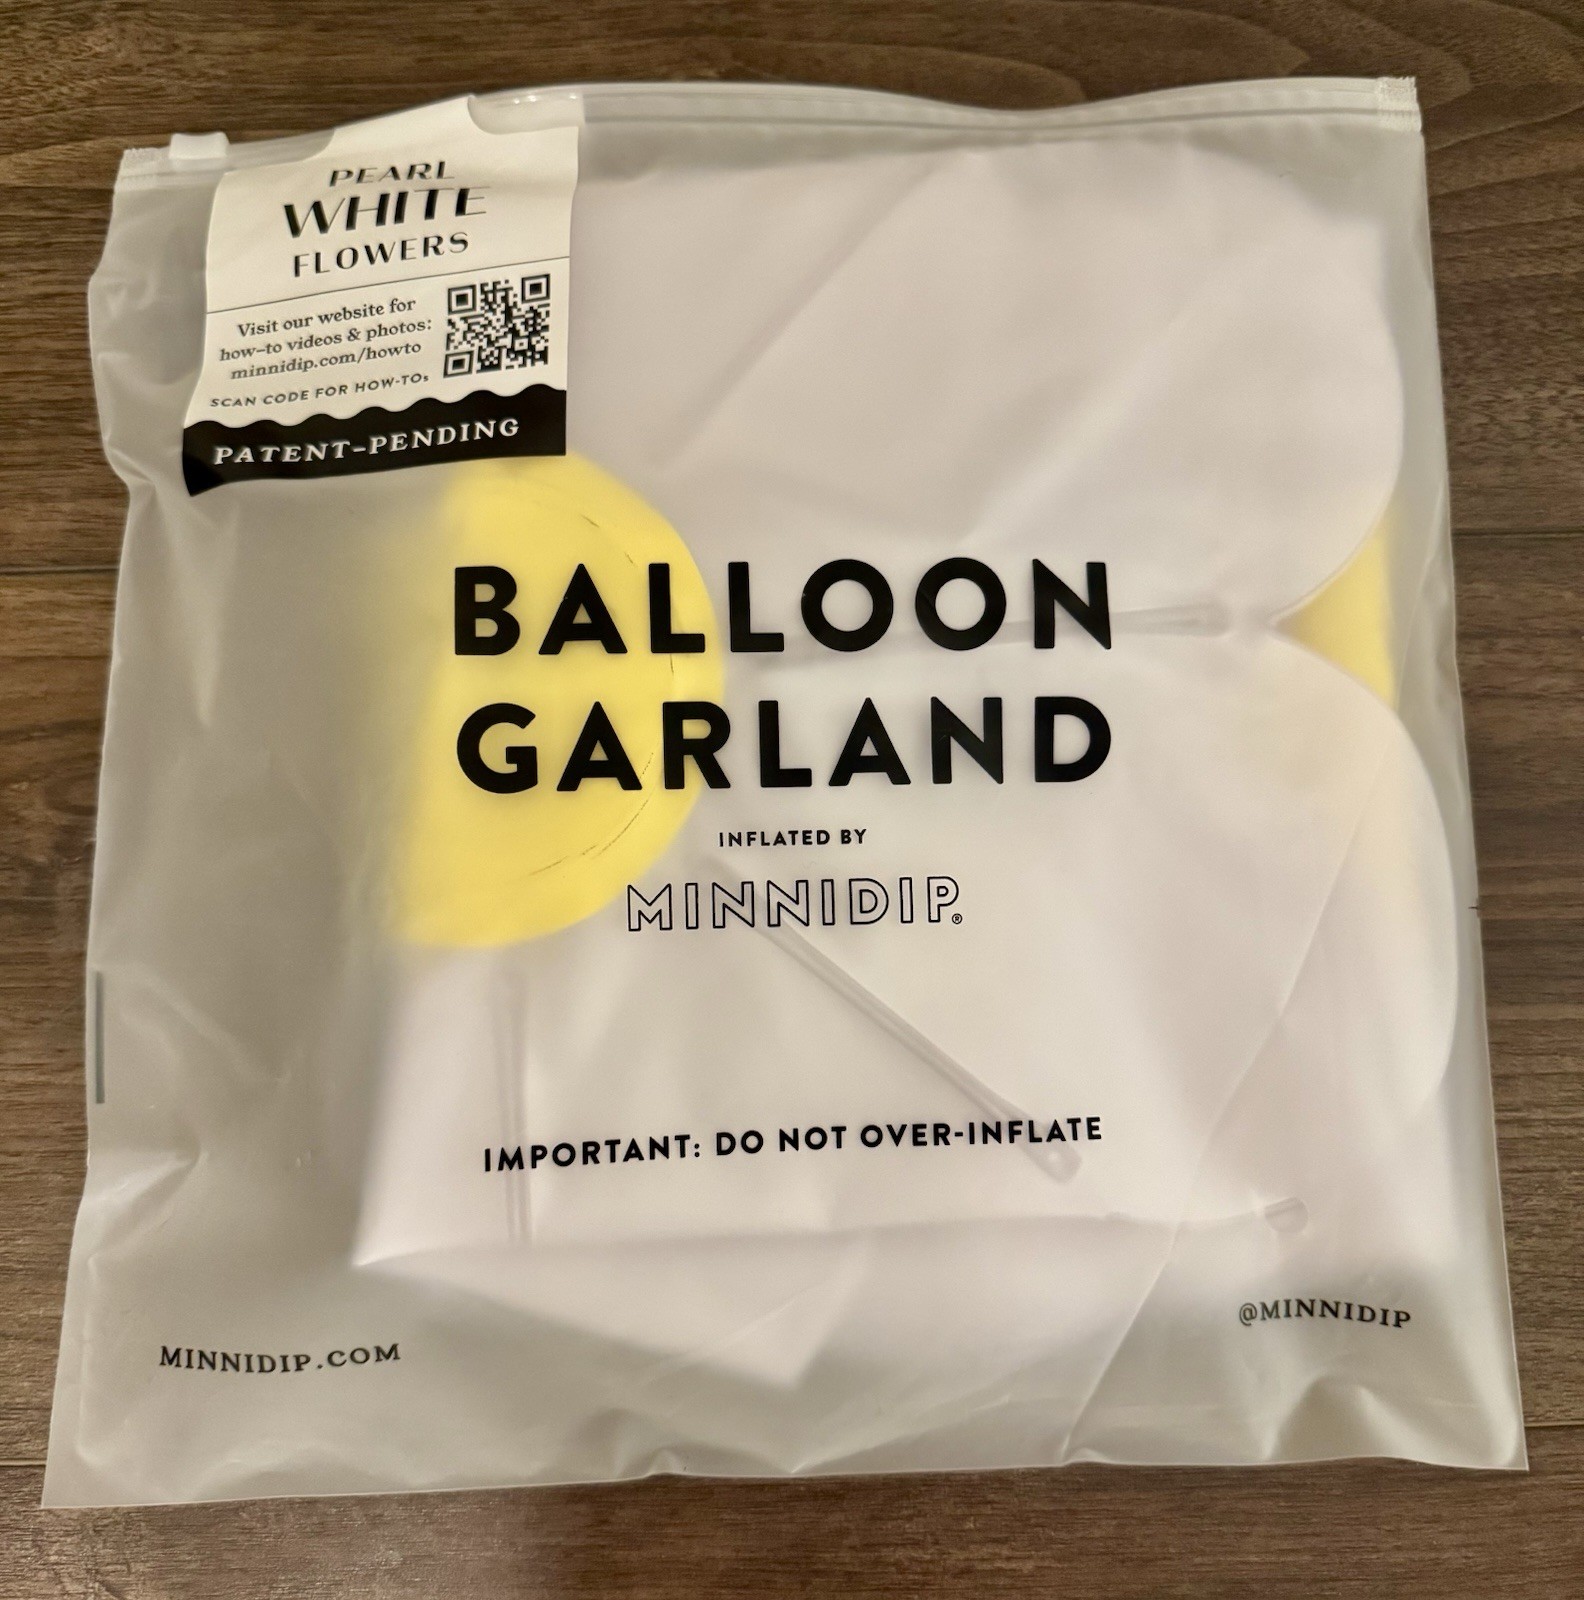 PEARL
WHITE
FLOWERS
Visit our website for
how-to videos & photos:
minnidip.com/howto
SCAN CODE FOR HOW-TOs
PATENT-PENDING
BALLOON
GARLAND
INFLATED BY
MINNIDIP®
IMPORTANT: DO NOT OVER-INFLATE
MINNIDIP.COM
@MINNIDIP